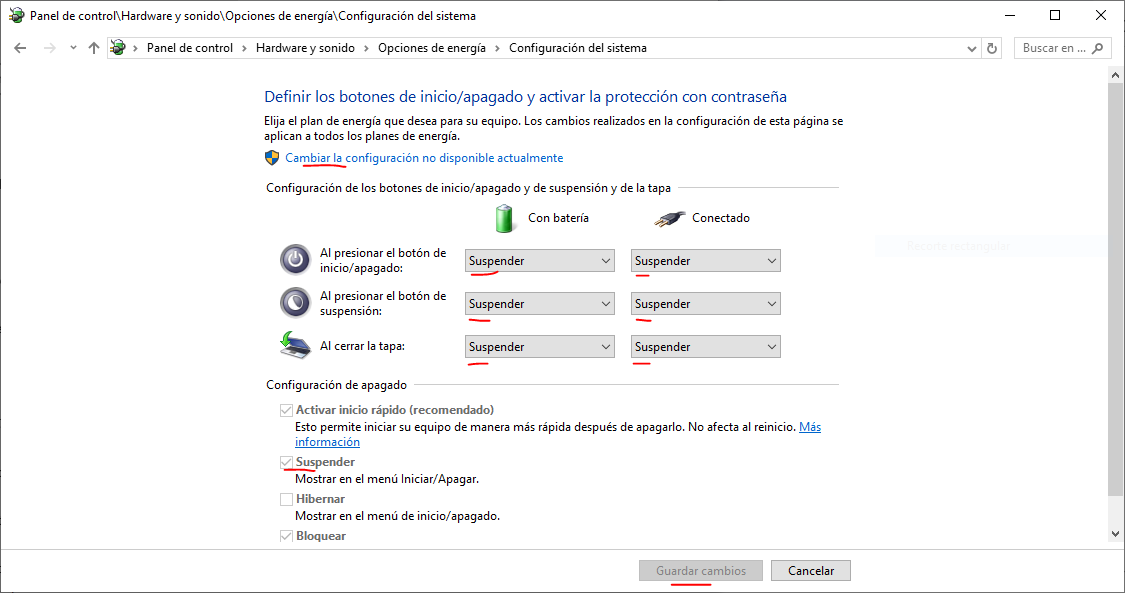 Panel de control\Hardware y sonido\Opciones de energía\Configuración del sistema
Panel de control > Hardware y sonido > Opciones de energía > Configuración del sistema
Buscar en ...
Definir los botones de inicio/apagado y activar la protección con contraseña
Elija el plan de energía que desea para su equipo. Los cambios realizados en la configuración de esta página se
aplican a todos los planes de energía.
Cambiar la configuración no disponible actualmente
Configuración de los botones de inicio/apagado y de suspensión y de la tapa
Con batería Conectado
Al presionar el botón de
inicio/apagado:
Suspender Suspender
Al presionar el botón de
suspensión:
Suspender Suspender
Al cerrar la tapa: Suspender Suspender
Recorte rectangular
Configuración de apagado
Activar inicio rápido (recomendado)
Esto permite iniciar su equipo de manera más rápida después de apagarlo. No afecta al reinicio. Más
información
Suspender
Mostrar en el menú Iniciar/Apagar.
Hibernar
Mostrar en el menú de inicio/apagado.
Bloquear
Guardar cambios Cancelar